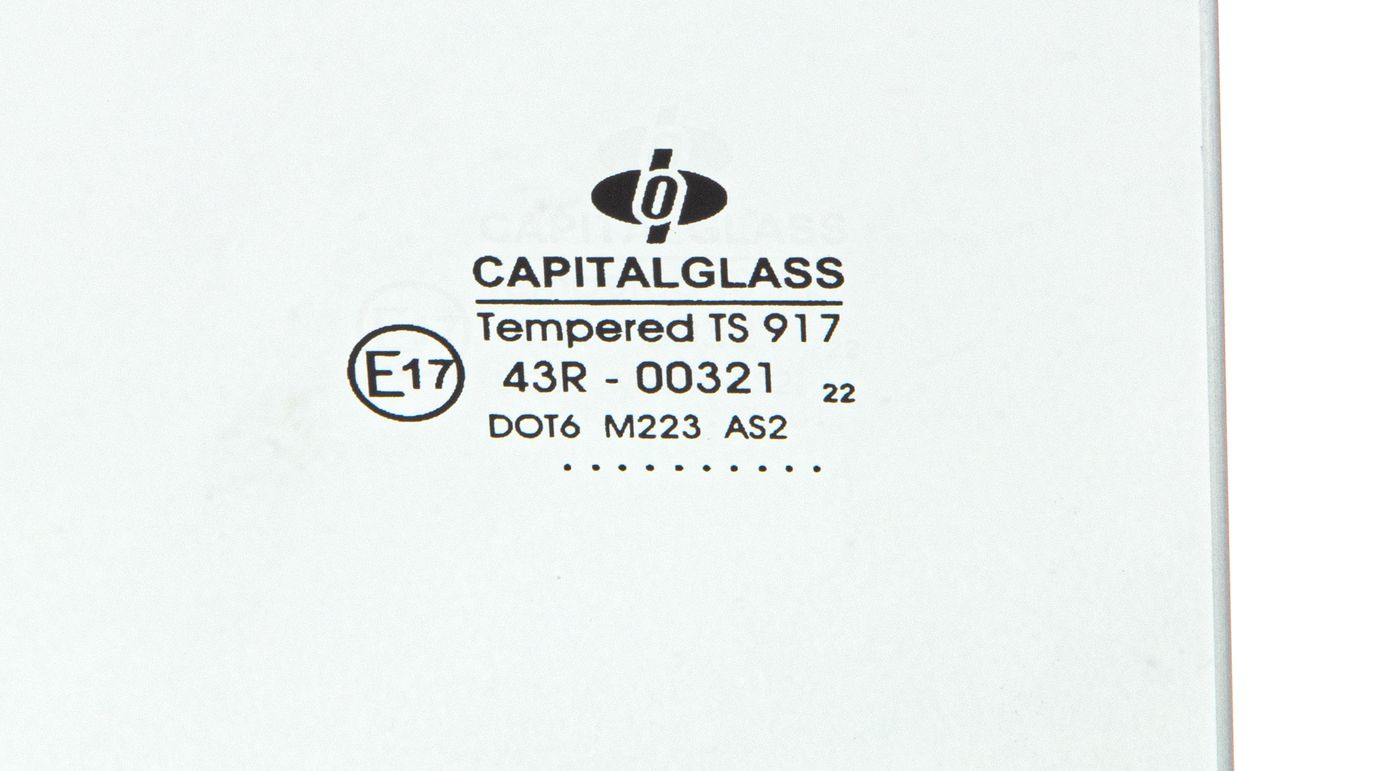 CAPITALGLASS
Tempered TS 917
E17
43R - 00321 22
DOT6 M223 AS2
..........